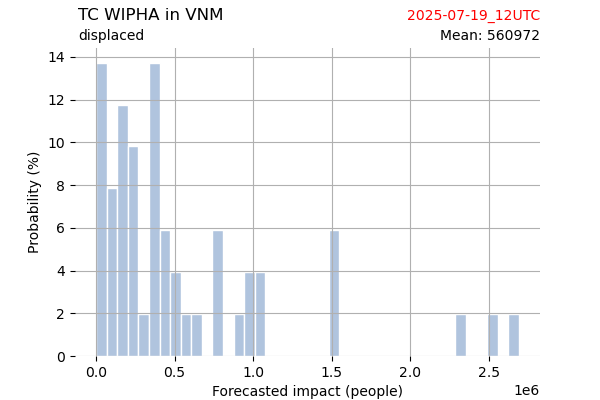 TC WIPHA in VNM
2025-07-19_12UTC
displaced
Mean: 560972
14
12
10
8
6
4
2
0
Probability (%)
0.0 0.5 1.0 1.5 2.0 2.5
1e6
Forecasted impact (people)